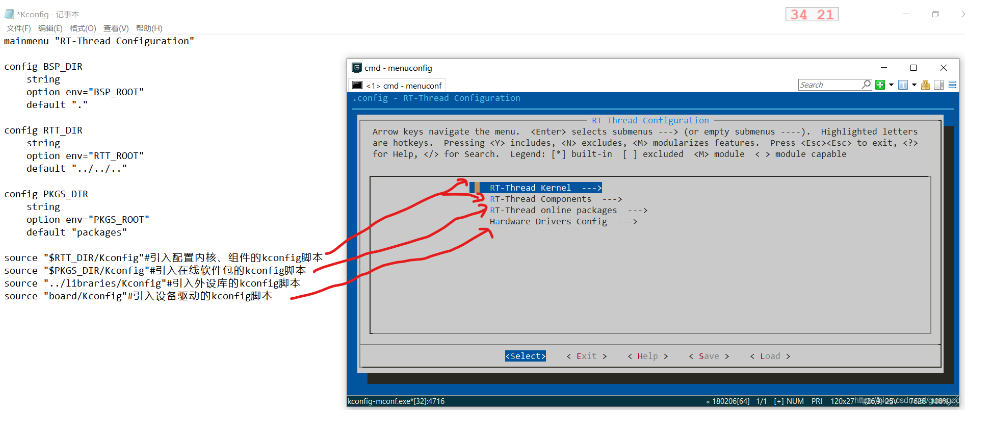 *Kconfig - 记事本
34 21
文件(F) 编辑(E) 格式(O) 查看(V) 帮助(H)
mainmenu "RT-Thread Configuration"
config BSP_DIR
string
option env="BSP_ROOT"
default "."
config RTT_DIR
string
option env="RTT_ROOT"
default "../../.."
config PKGS_DIR
string
option env="PKGS_ROOT"
default "packages"
source "$RTT_DIR/Kconfig"#引入配置内核、组件的kconfig脚本
source "$PKGS_DIR/Kconfig"#引入在线软件包的kconfig脚本
source "../libraries/Kconfig"#引入外设库的kconfig脚本
source "board/Kconfig"#引入设备驱动的kconfig脚本
cmd - menuconfig
<1> cmd - menuconf
Search
.config - RT-Thread Configuration
RT-Thread Configuration
Arrow keys navigate the menu. <Enter> selects submenus ---> (or empty submenus ----). Highlighted letters
are hotkeys. Pressing <Y> includes, <N> excludes, <M> modularizes features. Press <Esc><Esc> to exit, <?>
for Help, </> for Search. Legend: [*] built-in [ ] excluded <M> module < > module capable
RT-Thread Kernel --->
RT-Thread Components --->
RT-Thread online packages --->
Hardware Drivers Config --->
<Select> < Exit > < Help > < Save > < Load >
kconfig-mconf.exe*[32]:4716
« 180206[64] 1/1 [+] NUM PRI 120x27